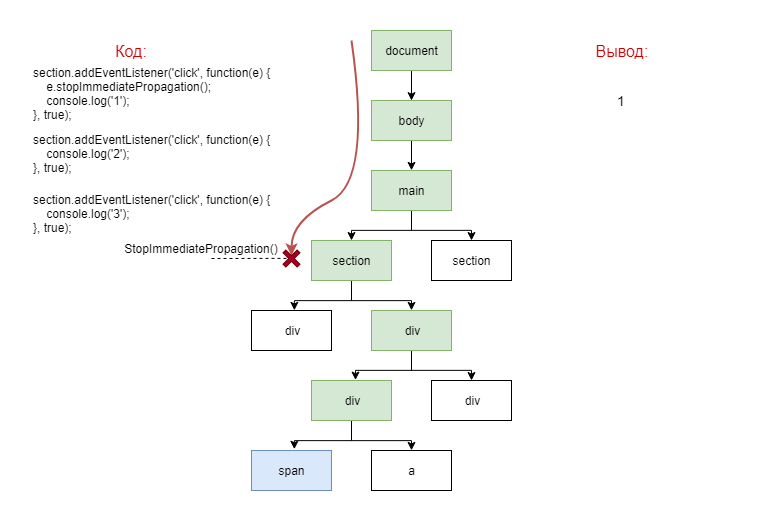 Код:
section.addEventListener('click', function(e) {
e.stopImmediatePropagation();
console.log('1');
}, true);
section.addEventListener('click', function(e) {
console.log('2');
}, true);
section.addEventListener('click', function(e) {
console.log('3');
}, true);
StopImmediatePropagation()
document
body
main
section
section
div
div
div
div
span
a
Вывод:
1